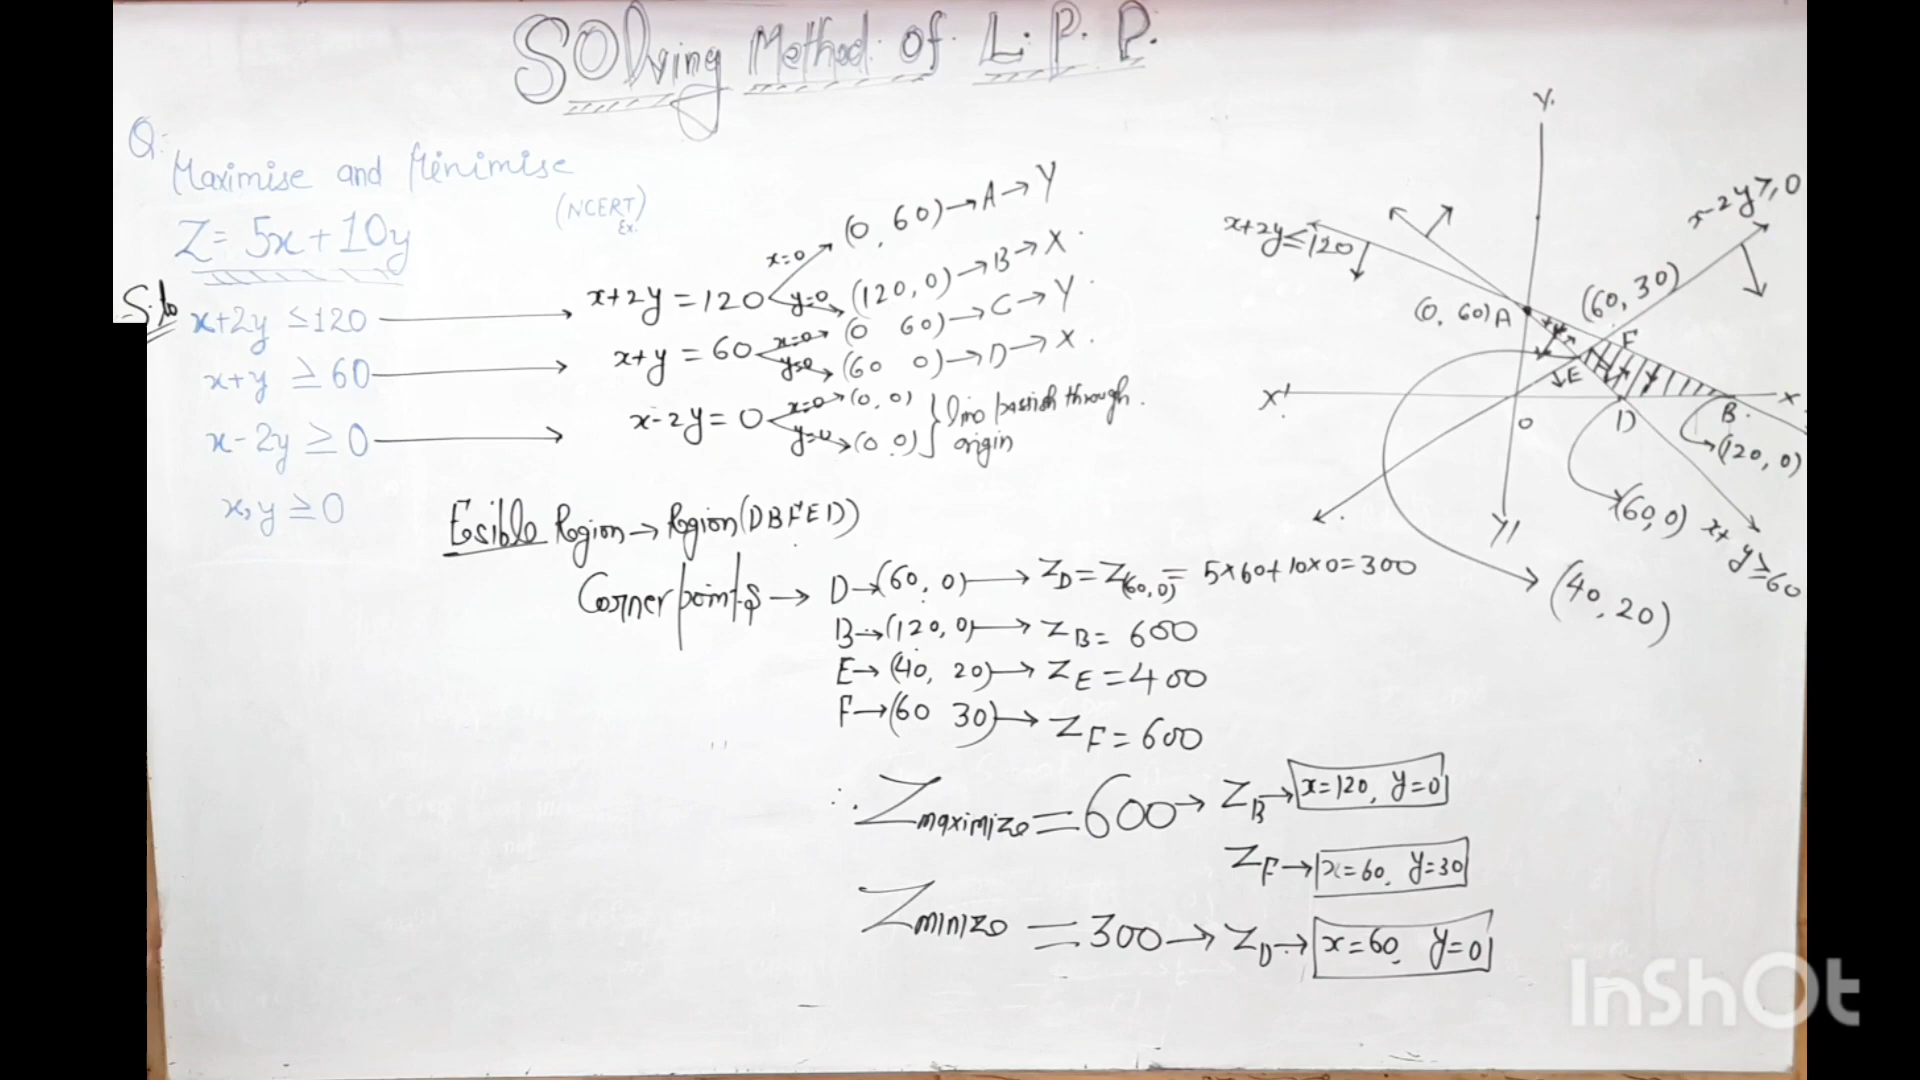 Solving Method of L.P.P.
Q.
Maximise and Minimise
(NCERT)
Ex.
Z= 5x+10y
Soln
x+2y ≤120 → x+2y = 120
x=0 → (0, 60) → A → Y
y=0 → (120, 0) → B → X
x+y ≥60 → x+y = 60
x=0 → (0 60) → C → Y
y=0 → (60 0) → D → X
x-2y ≥ 0 → x-2y = 0
x=0 → (0, 0)
y=0 → (0 0)
} line passish through
origin
x, y ≥ 0
Esible Region → Region (DBFED)
Corner points → D → (60, 0) → Z_D = Z_(60,0) = 5×60+10×0=300
B → (120, 0) → Z_B = 600
E → (40, 20) → Z_E = 400
F → (60 30) → Z_F = 600
∴ Zmaximize = 600 → Z_B → x=120, y=0
Z_F → x=60, y=30
Zminize = 300 → Z_D → x=60, y=0
Y.
x-2y≥0
x+2y≤120
(60, 30)
(0, 60) A
F
E
X'
X
O
D
B
(120, 0)
(60, 0)
Y'
x+y≥60
(40, 20)
InShOt